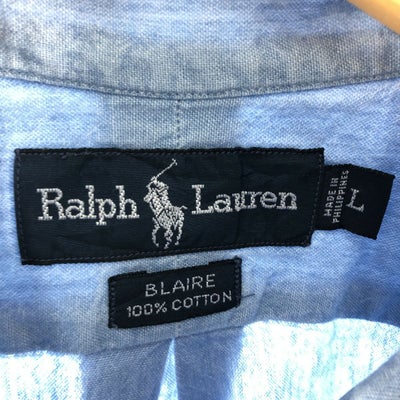 Ralph Lauren
MADE IN
PHILIPPINES
L
BLAIRE
100% COTTON